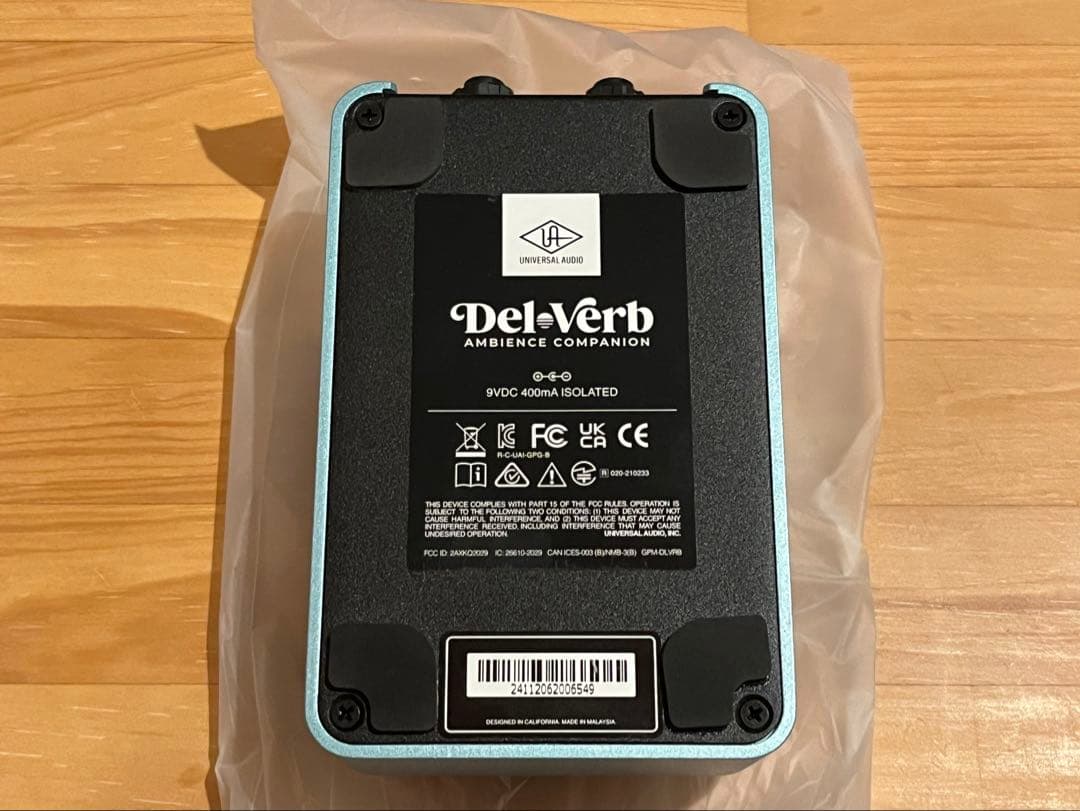 UA
UNIVERSAL AUDIO
Del-Verb
AMBIENCE COMPANION
9VDC 400mA ISOLATED
FC UK CA CE
R-C-UAI-GPG-B
R 020-210233
THIS DEVICE COMPLIES WITH PART 15 OF THE FCC RULES. OPERATION IS
SUBJECT TO THE FOLLOWING TWO CONDITIONS: (1) THIS DEVICE MAY NOT
CAUSE HARMFUL INTERFERENCE, AND (2) THIS DEVICE MUST ACCEPT ANY
INTERFERENCE RECEIVED, INCLUDING INTERFERENCE THAT MAY CAUSE
UNDESIRED OPERATION. UNIVERSAL AUDIO, INC.
FCC ID: 2AXKQ2029 IC: 26610-2029 CAN ICES-003 (B)/NMB-3(B) GPM-DLVRB
24112062006549
DESIGNED IN CALIFORNIA. MADE IN MALAYSIA.